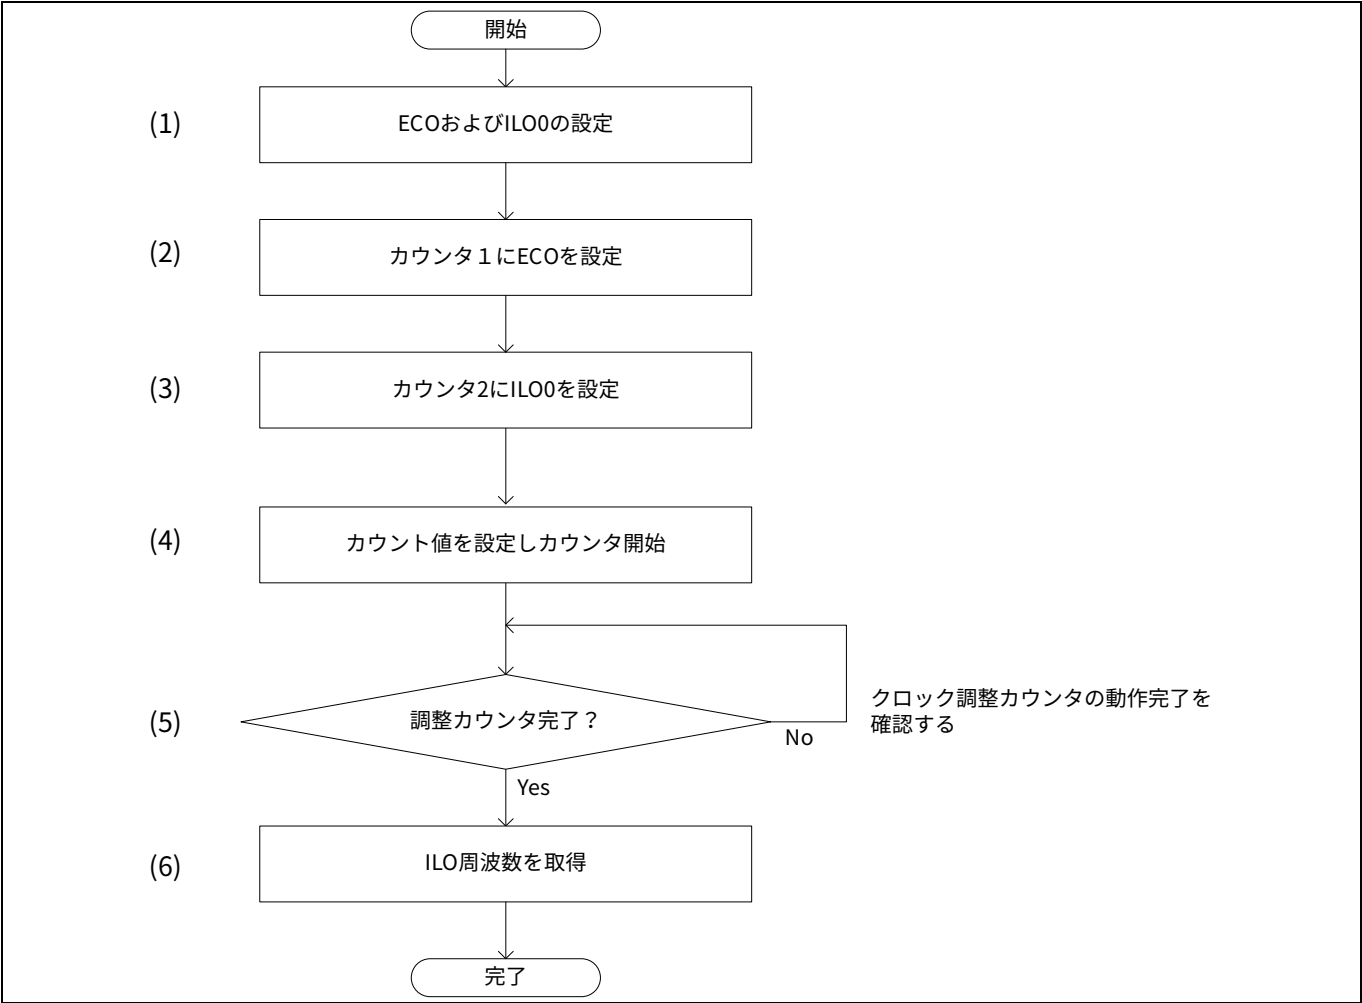 開始
(1)
ECOおよびILO0の設定
(2)
カウンタ１にECOを設定
(3)
カウンタ2にILO0を設定
(4)
カウント値を設定しカウンタ開始
(5)
調整カウンタ完了？
No
クロック調整カウンタの動作完了を
確認する
Yes
(6)
ILO周波数を取得
完了